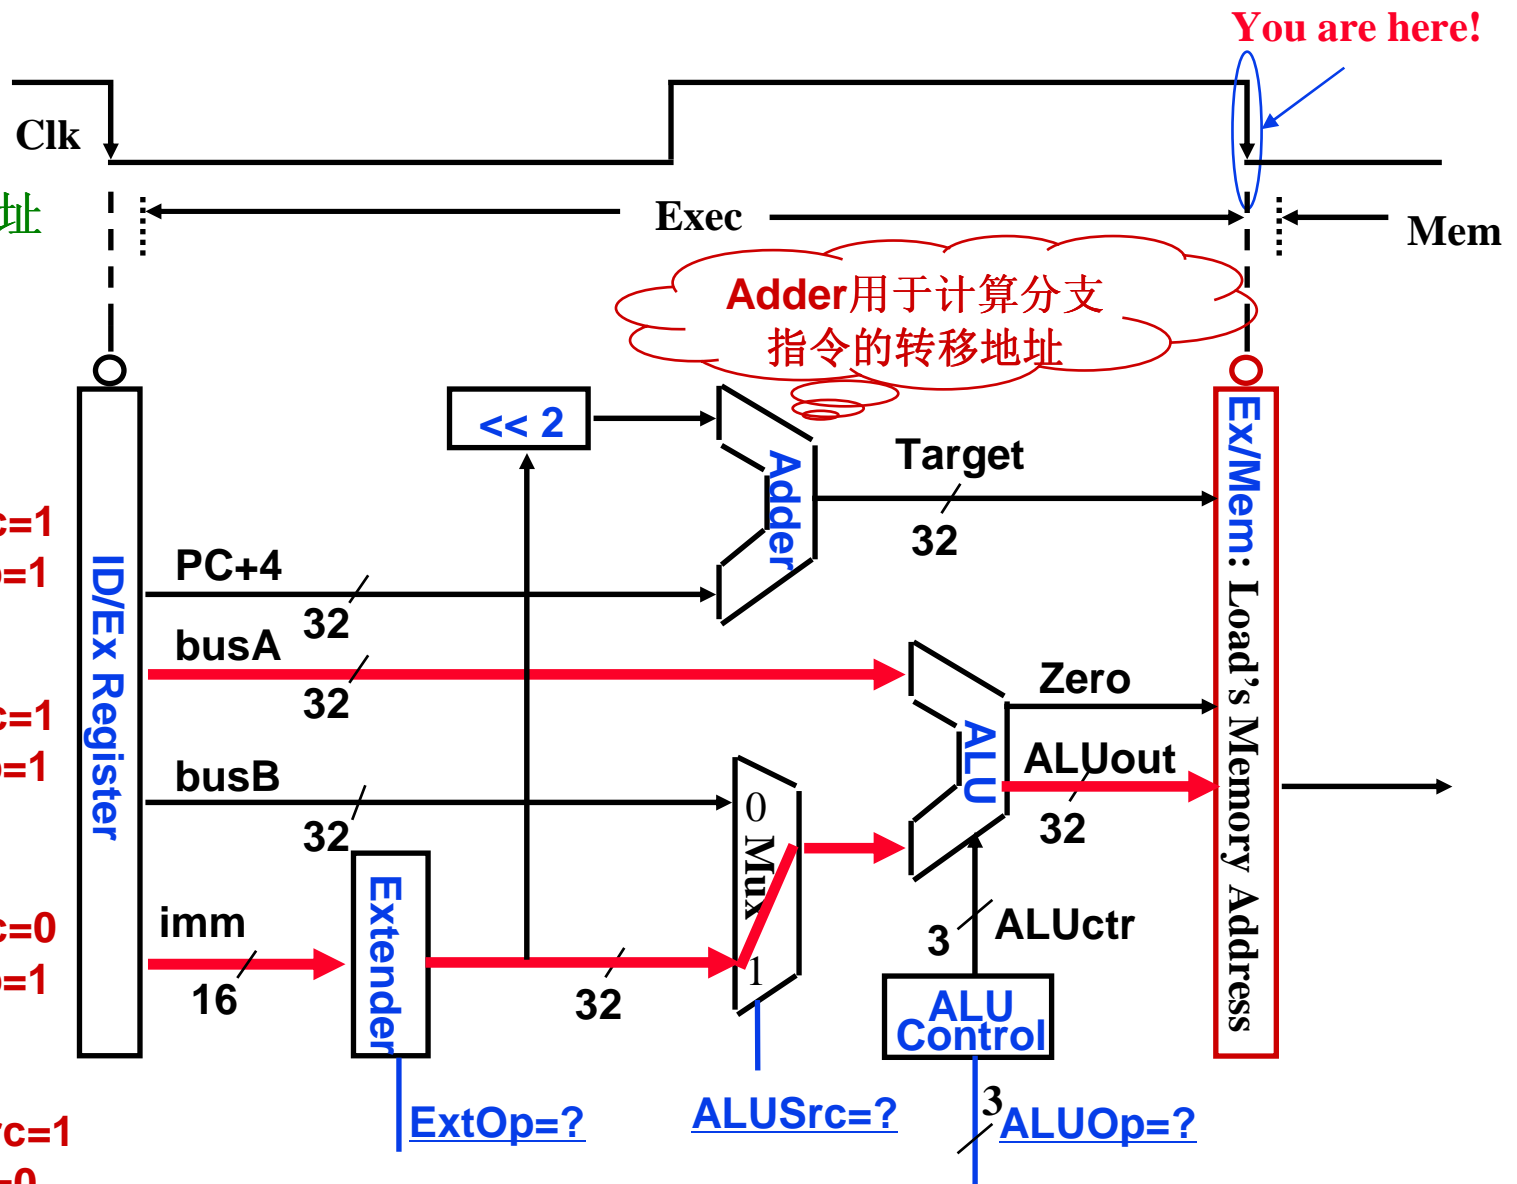 You are here!
Clk
址
Exec
Mem
Adder用于计算分支
指令的转移地址
<< 2
Adder
Target
32
Ex/Mem: Load's Memory Address
c=1
=1
ID/Ex Register
PC+4
32
busA
32
Zero
c=1
=1
ALU
ALUout
32
busB
32
0
Mux
1
Extender
c=0
=1
imm
16
32
3
ALUctr
ALU
Control
ExtOp=?
ALUSrc=?
3
ALUOp=?
rc=1
=0